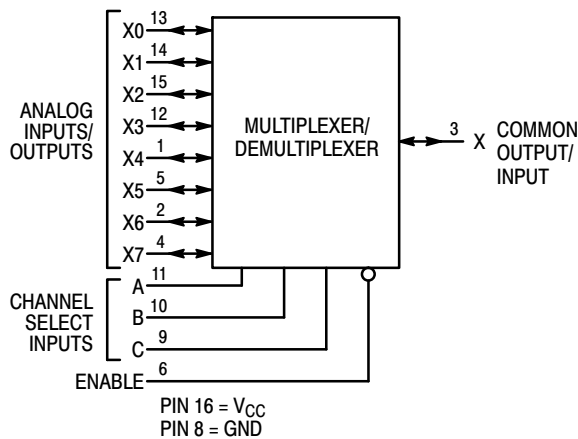 ANALOG
INPUTS/
OUTPUTS
X0 13
X1 14
X2 15
X3 12
X4 1
X5 5
X6 2
X7 4
MULTIPLEXER/
DEMULTIPLEXER
3 X COMMON
OUTPUT/
INPUT
CHANNEL
SELECT
INPUTS
A 11
B 10
C 9
ENABLE 6
PIN 16 = VCC
PIN 8 = GND